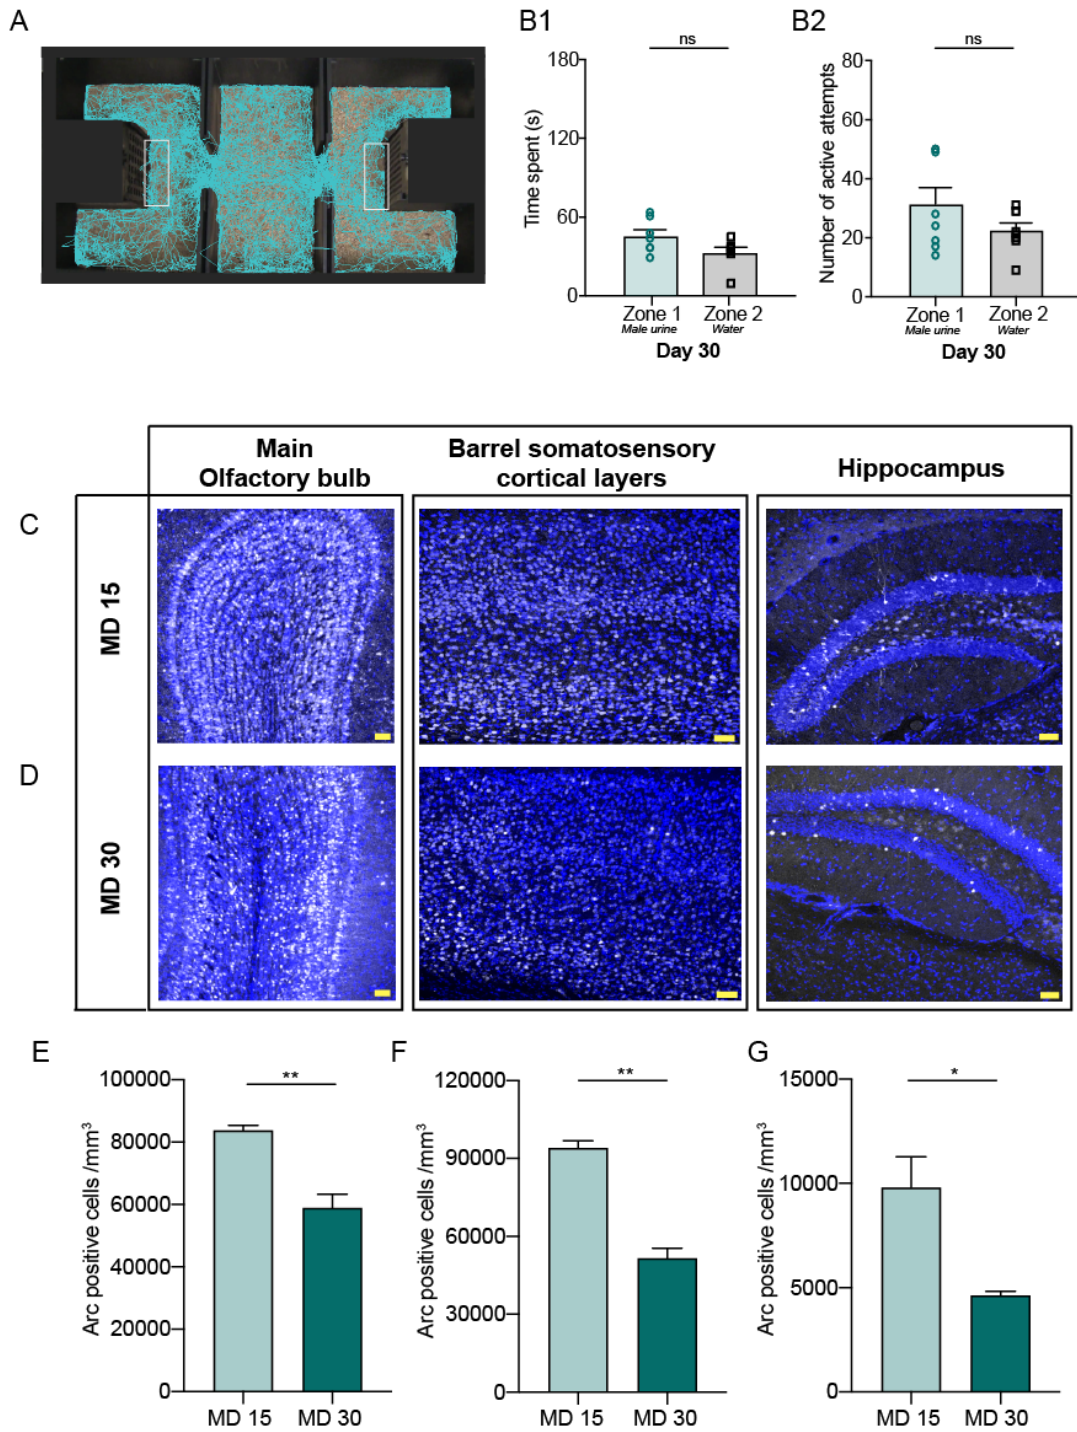 A
B1
ns
180
120
60
0
Time spent (s)
Zone 1
Male urine
Zone 2
Water
Day 30
B2
ns
80
60
40
20
0
Number of active attempts
Zone 1
Male urine
Zone 2
Water
Day 30
Main
Olfactory bulb
Barrel somatosensory
cortical layers
Hippocampus
C
MD 15
D
MD 30
E
**
100000
80000
60000
40000
20000
0
Arc positive cells /mm³
MD 15
MD 30
F
**
120000
90000
60000
30000
0
Arc positive cells /mm³
MD 15
MD 30
G
*
15000
10000
5000
0
Arc positive cells /mm³
MD 15
MD 30